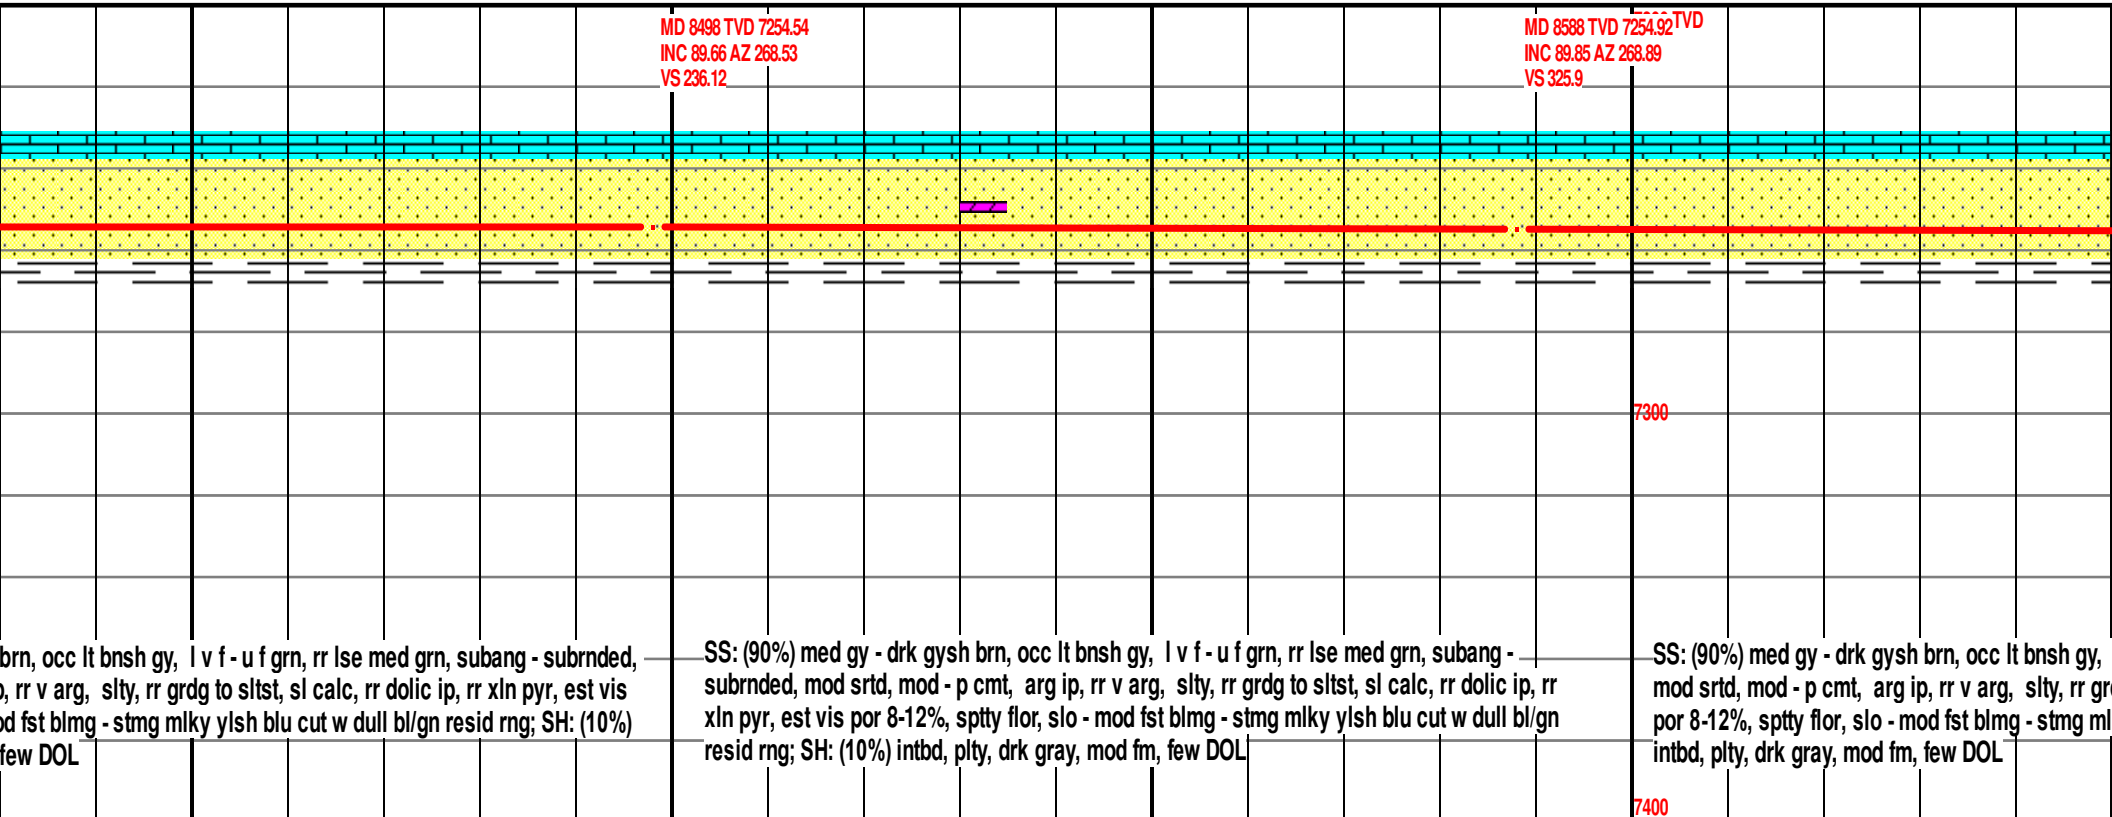 MD 8498 TVD 7254.54
INC 89.66 AZ 268.53
VS 236.12
MD 8588 TVD 7254.92
INC 89.85 AZ 268.89
VS 325.9
TVD
7300
brn, occ lt bnsh gy, l v f - u f grn, rr lse med grn, subang - subrnded,
rr v arg, slty, rr grdg to sltst, sl calc, rr dolic ip, rr xln pyr, est vis
fst blmg - stmg mlky ylsh blu cut w dull bl/gn resid rng; SH: (10%)
few DOL
SS: (90%) med gy - drk gysh brn, occ lt bnsh gy, l v f - u f grn, rr lse med grn, subang -
subrnded, mod srtd, mod - p cmt, arg ip, rr v arg, slty, rr grdg to sltst, sl calc, rr dolic ip, rr
xln pyr, est vis por 8-12%, sptty flor, slo - mod fst blmg - stmg mlky ylsh blu cut w dull bl/gn
resid rng; SH: (10%) intbd, plty, drk gray, mod fm, few DOL
SS: (90%) med gy - drk gysh brn, occ lt bnsh gy,
mod srtd, mod - p cmt, arg ip, rr v arg, slty, rr
por 8-12%, sptty flor, slo - mod fst blmg - stmg
intbd, plty, drk gray, mod fm, few DOL
7400